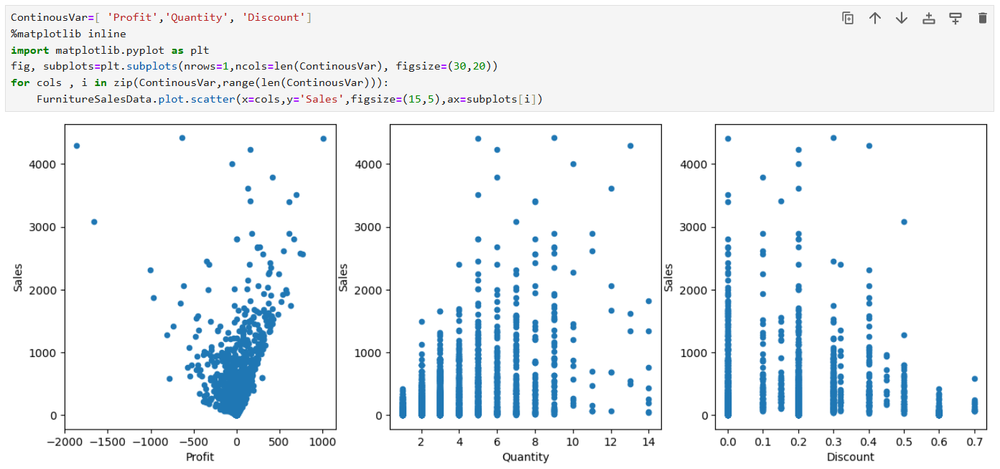 ContinousVar=[ 'Profit','Quantity', 'Discount']
%matplotlib inline
import matplotlib.pyplot as plt
fig, subplots=plt.subplots(nrows=1,ncols=len(ContinousVar), figsize=(30,20))
for cols , i in zip(ContinousVar,range(len(ContinousVar))):
    FurnitureSalesData.plot.scatter(x=cols,y='Sales',figsize=(15,5),ax=subplots[i])
4000
3000
2000
1000
0
Sales
−2000 −1500 −1000 −500 0 500 1000
Profit
4000
3000
2000
1000
0
Sales
2 4 6 8 10 12 14
Quantity
4000
3000
2000
1000
0
Sales
0.0 0.1 0.2 0.3 0.4 0.5 0.6 0.7
Discount